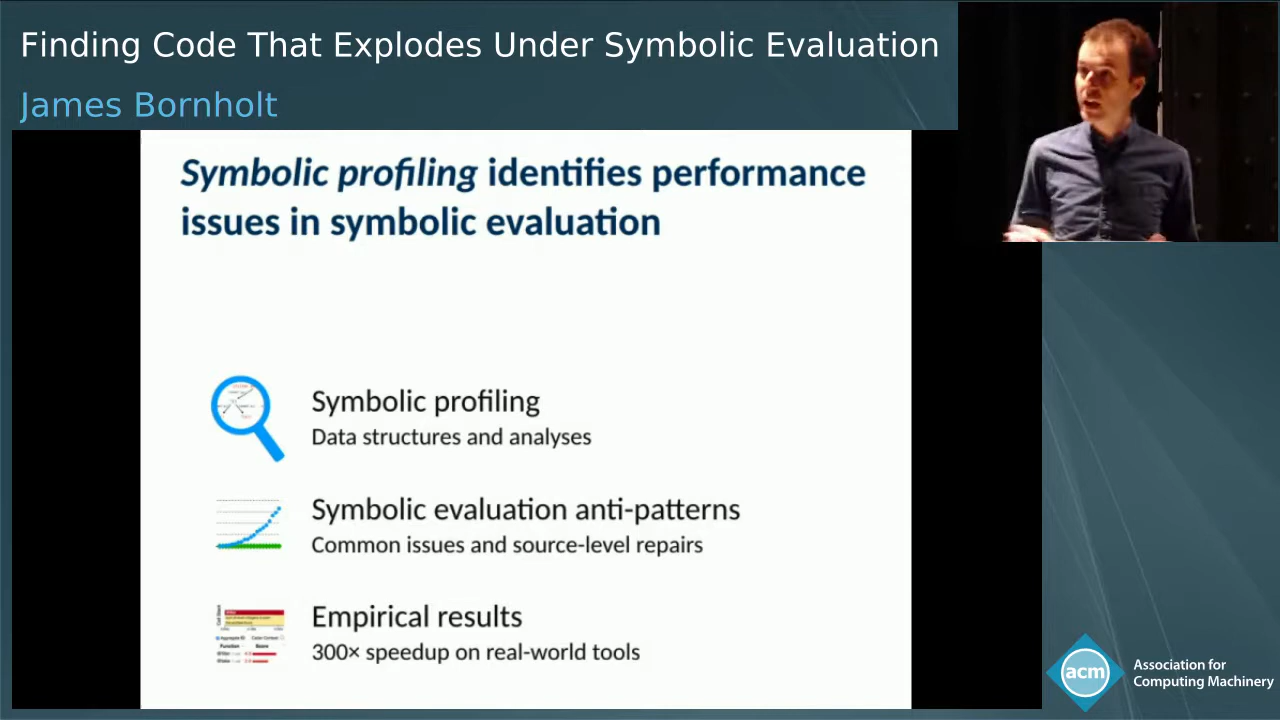 Finding Code That Explodes Under Symbolic Evaluation
James Bornholt
Symbolic profiling identifies performance
issues in symbolic evaluation
Symbolic profiling
Data structures and analyses
Symbolic evaluation anti-patterns
Common issues and source-level repairs
Empirical results
300× speedup on real-world tools
acm
Association for
Computing Machinery